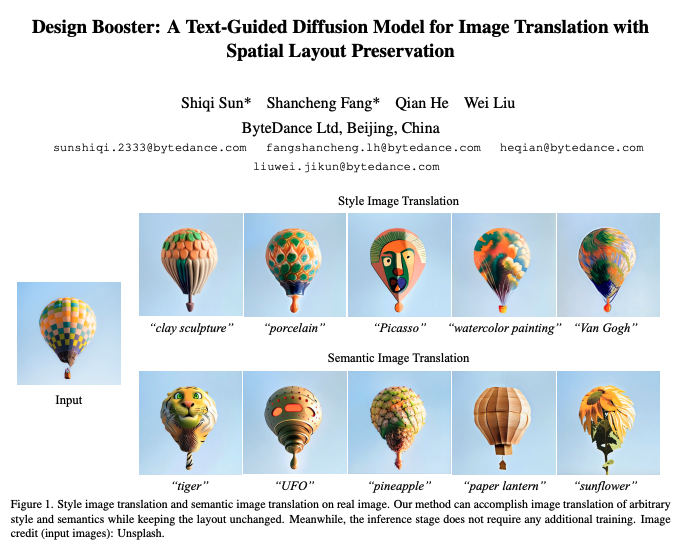 Design Booster: A Text-Guided Diffusion Model for Image Translation with
Spatial Layout Preservation
Shiqi Sun* Shancheng Fang* Qian He Wei Liu
ByteDance Ltd, Beijing, China
sunshiqi.2333@bytedance.com fangshancheng.lh@bytedance.com heqian@bytedance.com
liuwei.jikun@bytedance.com
Style Image Translation
“clay sculpture” “porcelain” “Picasso” “watercolor painting” “Van Gogh”
Input
Semantic Image Translation
“tiger” “UFO” “pineapple” “paper lantern” “sunflower”
Figure 1. Style image translation and semantic image translation on real image. Our method can accomplish image translation of arbitrary
style and semantics while keeping the layout unchanged. Meanwhile, the inference stage does not require any additional training. Image
credit (input images): Unsplash.